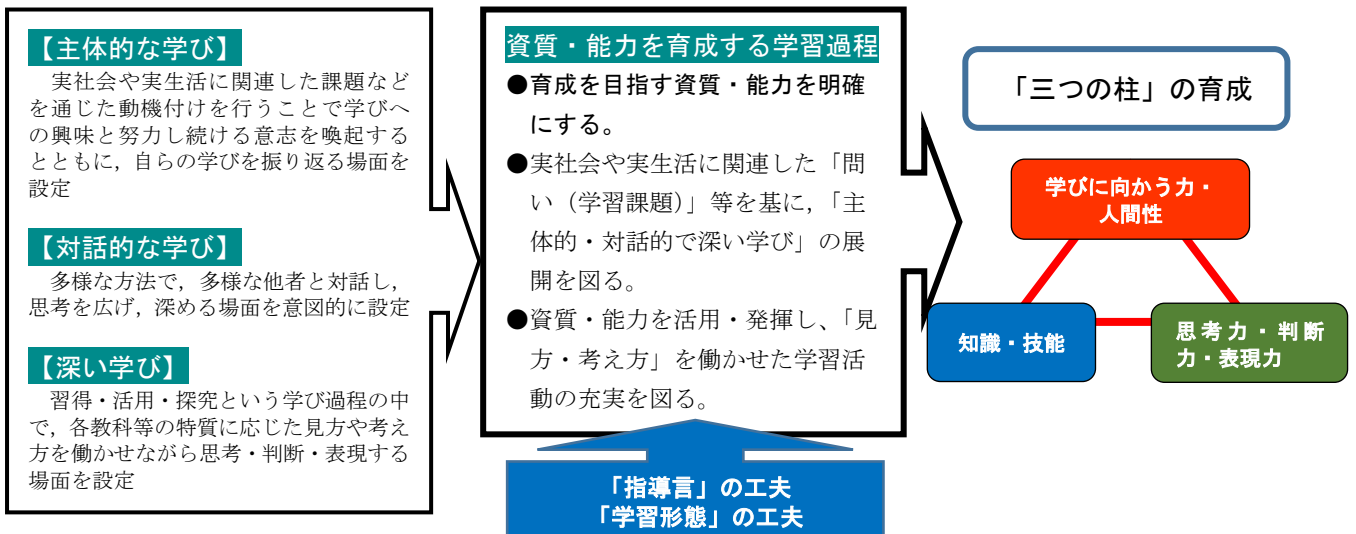 【主体的な学び】
実社会や実生活に関連した課題など
を通じた動機付けを行うことで学びへ
の興味と努力し続ける意志を喚起する
とともに，自らの学びを振り返る場面を
設定
【対話的な学び】
多様な方法で，多様な他者と対話し，
思考を広げ，深める場面を意図的に設定
【深い学び】
習得・活用・探究という学び過程の中
で，各教科等の特質に応じた見方や考え
方を働かせながら思考・判断・表現する
場面を設定
資質・能力を育成する学習過程
●育成を目指す資質・能力を明確
にする。
●実社会や実生活に関連した「問
い（学習課題）」等を基に，「主
体的・対話的で深い学び」の展
開を図る。
●資質・能力を活用・発揮し、「見
方・考え方」を働かせた学習活
動の充実を図る。
「指導言」の工夫
「学習形態」の工夫
「三つの柱」の育成
学びに向かう力・
人間性
知識・技能
思考力・判断
力・表現力